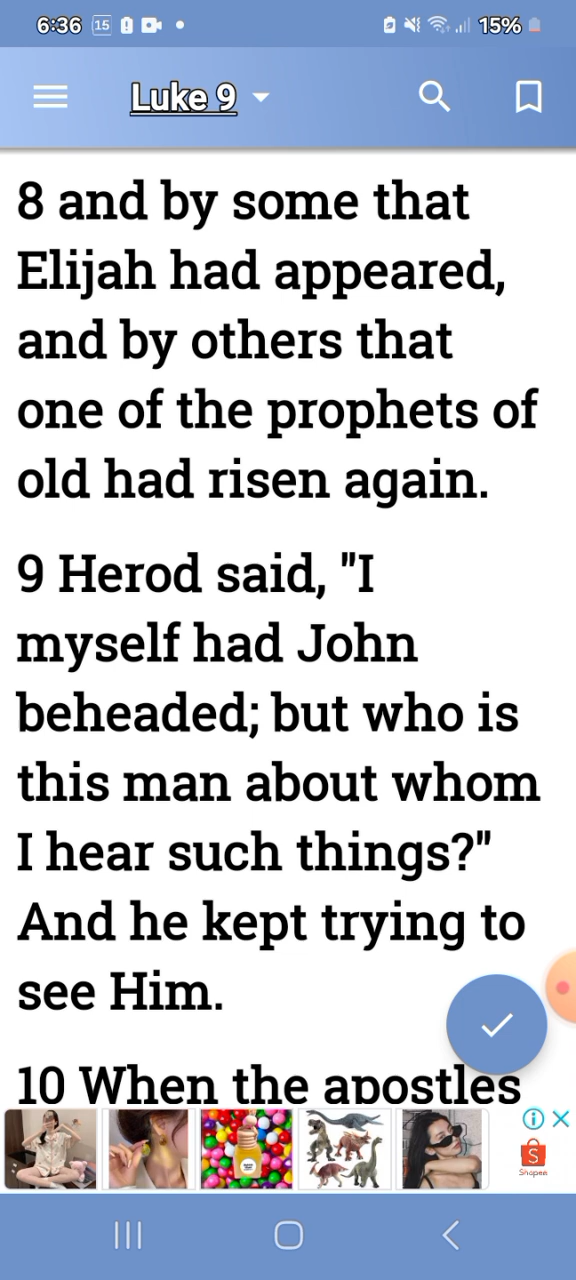 6:36 15 15%
Luke 9
8 and by some that
Elijah had appeared,
and by others that
one of the prophets of
old had risen again.
9 Herod said, "I
myself had John
beheaded; but who is
this man about whom
I hear such things?"
And he kept trying to
see Him.
10 When the apostles
Shopee